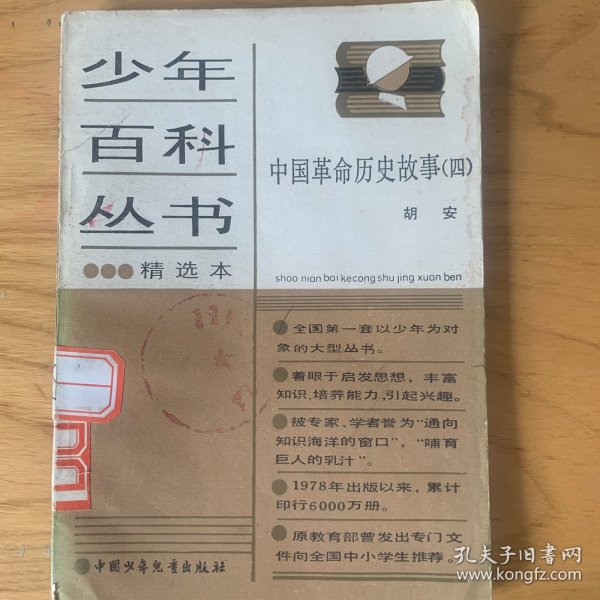 少年
百科
丛书
精选本
中国革命历史故事(四)
胡 安
shao nian bai kecong shu jing xuan ben
全国第一套以少年为对
象的大型丛书。
着眼于启发思想，丰富
知识,培养能力,引起兴趣。
被专家、学者誉为“通向
知识海洋的窗口”，“哺育
巨人的乳汁”。
1978年出版以来，累计
印行6000万册。
原教育部曾发出专门文
件向全国中小学生推荐。
中国少年儿童出版社
孔夫子旧书网
www.kongfz.com